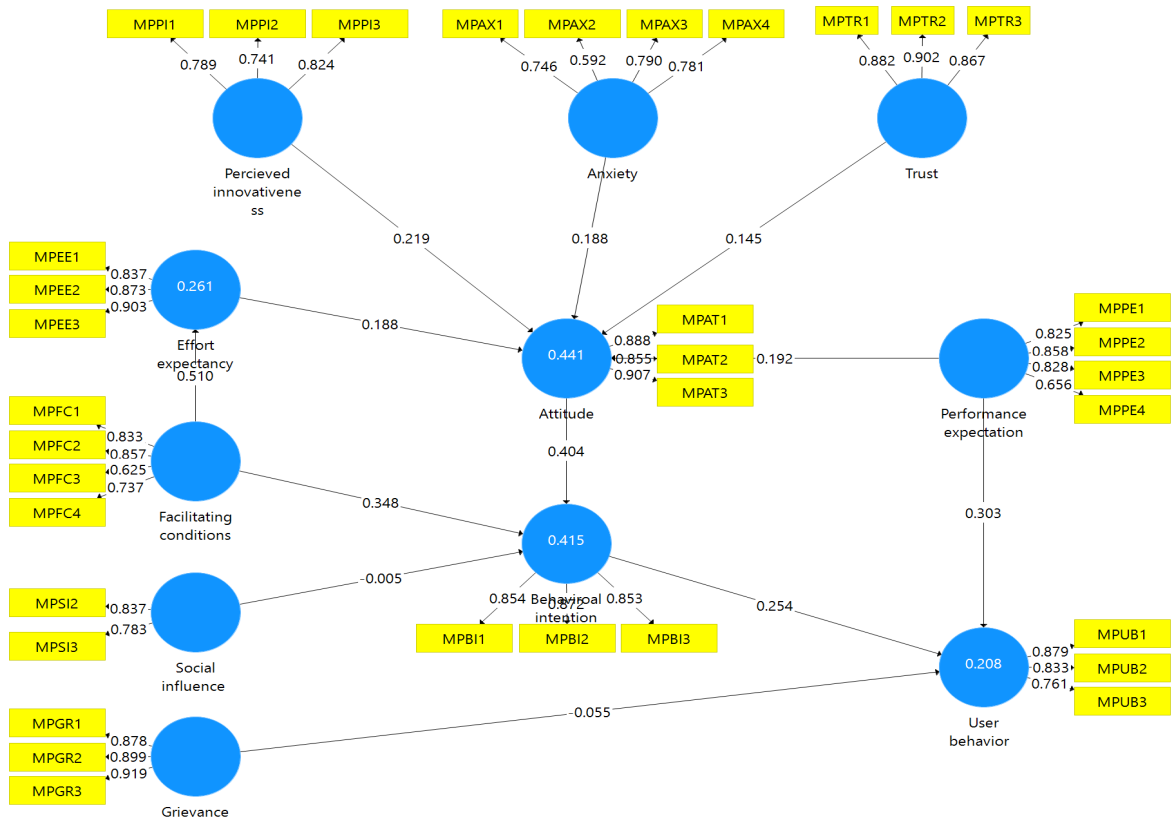 MPPI1 MPPI2 MPPI3 MPAX1 MPAX2 MPAX3 MPAX4 MPTR1 MPTR2 MPTR3
0.789 0.741 0.824 0.746 0.592 0.790 0.781 0.882 0.902 0.867
Percieved
innovativene
ss
Anxiety
Trust
0.219 0.188 0.145
MPEE1
MPEE2
MPEE3
0.837
0.873
0.903
0.261
Effort
expectancy
0.188
0.510
0.441
Attitude
0.888
0.855
0.907
MPAT1
MPAT2
MPAT3
0.192
Performance
expectation
0.825
0.858
0.828
0.656
MPPE1
MPPE2
MPPE3
MPPE4
MPFC1
MPFC2
MPFC3
MPFC4
0.833
0.857
0.625
0.737
Facilitating
conditions
0.348
0.404
0.303
0.415
Behaviroal
intention
0.854 0.872 0.853
MPBI1 MPBI2 MPBI3
MPSI2
MPSI3
0.837
0.783
Social
influence
-0.005
0.254
0.208
User
behavior
0.879
0.833
0.761
MPUB1
MPUB2
MPUB3
MPGR1
MPGR2
MPGR3
0.878
0.899
0.919
Grievance
-0.055